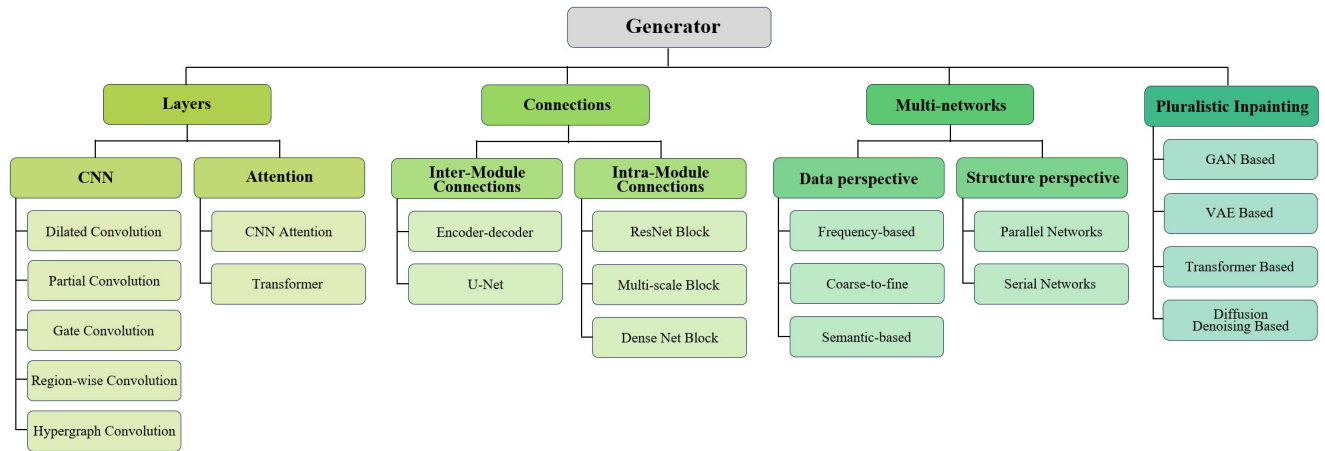 Generator
Layers
Connections
Multi-networks
Pluralistic Inpainting
CNN
Attention
Inter-Module
Connections
Intra-Module
Connections
Data perspective
Structure perspective
GAN Based
VAE Based
Transformer Based
Diffusion
Denoising Based
Dilated Convolution
Partial Convolution
Gate Convolution
Region-wise Convolution
Hypergraph Convolution
CNN Attention
Transformer
Encoder-decoder
U-Net
ResNet Block
Multi-scale Block
Dense Net Block
Frequency-based
Coarse-to-fine
Semantic-based
Parallel Networks
Serial Networks